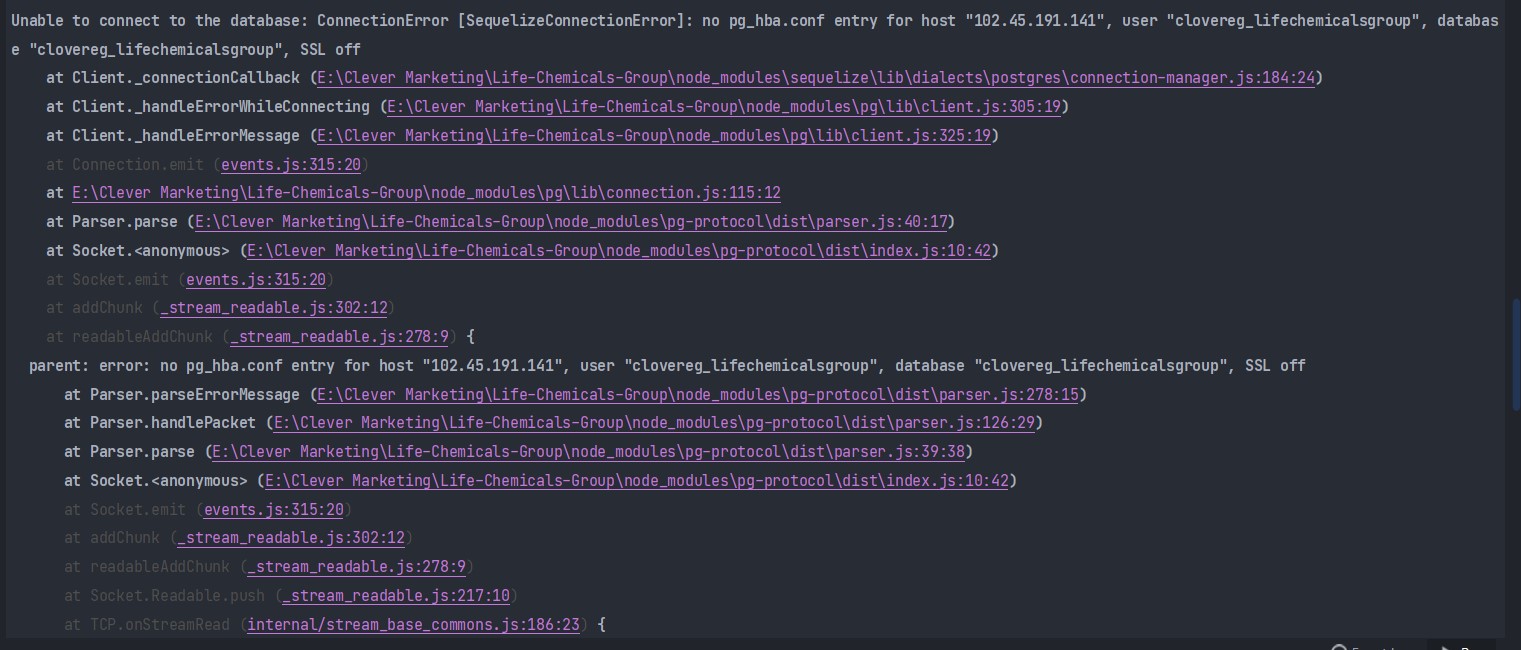 Unable to connect to the database: ConnectionError [SequelizeConnectionError]: no pg_hba.conf entry for host "102.45.191.141", user "clovereg_lifechemicalsgroup", databas
e "clovereg_lifechemicalsgroup", SSL off
at Client._connectionCallback (E:\Clever Marketing\Life-Chemicals-Group\node_modules\sequelize\lib\dialects\postgres\connection-manager.js:184:24)
at Client._handleErrorWhileConnecting (E:\Clever Marketing\Life-Chemicals-Group\node_modules\pg\lib\client.js:305:19)
at Client._handleErrorMessage (E:\Clever Marketing\Life-Chemicals-Group\node_modules\pg\lib\client.js:325:19)
at Connection.emit (events.js:315:20)
at E:\Clever Marketing\Life-Chemicals-Group\node_modules\pg\lib\connection.js:115:12
at Parser.parse (E:\Clever Marketing\Life-Chemicals-Group\node_modules\pg-protocol\dist\parser.js:40:17)
at Socket.<anonymous> (E:\Clever Marketing\Life-Chemicals-Group\node_modules\pg-protocol\dist\index.js:10:42)
at Socket.emit (events.js:315:20)
at addChunk (_stream_readable.js:302:12)
at readableAddChunk (_stream_readable.js:278:9) {
parent: error: no pg_hba.conf entry for host "102.45.191.141", user "clovereg_lifechemicalsgroup", database "clovereg_lifechemicalsgroup", SSL off
at Parser.parseErrorMessage (E:\Clever Marketing\Life-Chemicals-Group\node_modules\pg-protocol\dist\parser.js:278:15)
at Parser.handlePacket (E:\Clever Marketing\Life-Chemicals-Group\node_modules\pg-protocol\dist\parser.js:126:29)
at Parser.parse (E:\Clever Marketing\Life-Chemicals-Group\node_modules\pg-protocol\dist\parser.js:39:38)
at Socket.<anonymous> (E:\Clever Marketing\Life-Chemicals-Group\node_modules\pg-protocol\dist\index.js:10:42)
at Socket.emit (events.js:315:20)
at addChunk (_stream_readable.js:302:12)
at readableAddChunk (_stream_readable.js:278:9)
at Socket.Readable.push (_stream_readable.js:217:10)
at TCP.onStreamRead (internal/stream_base_commons.js:186:23) {